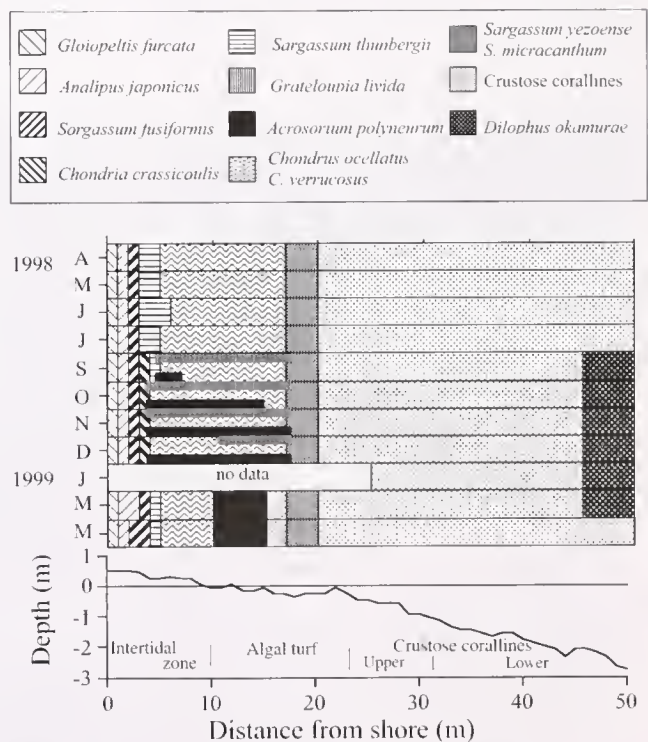 Gloiopeltis furcata
Analipus japonicus
Sorgassum fusiformis
Chondria crassicaulis
Sargassum thunbergii
Grateloupia livida
Acrosorium polyneurum
Chondrus ocellatus
C. verrucosus
Sargassum yezoense
S. micracanthum
Crustose corallines
Dilophus okamurae
1998
A
M
J
J
S
O
N
D
1999
J
M
M
no data
Depth (m)
1
0
-1
-2
-3
Intertidal
zone
Algal turf
Crustose corallines
Upper
Lower
0
10
20
30
40
50
Distance from shore (m)